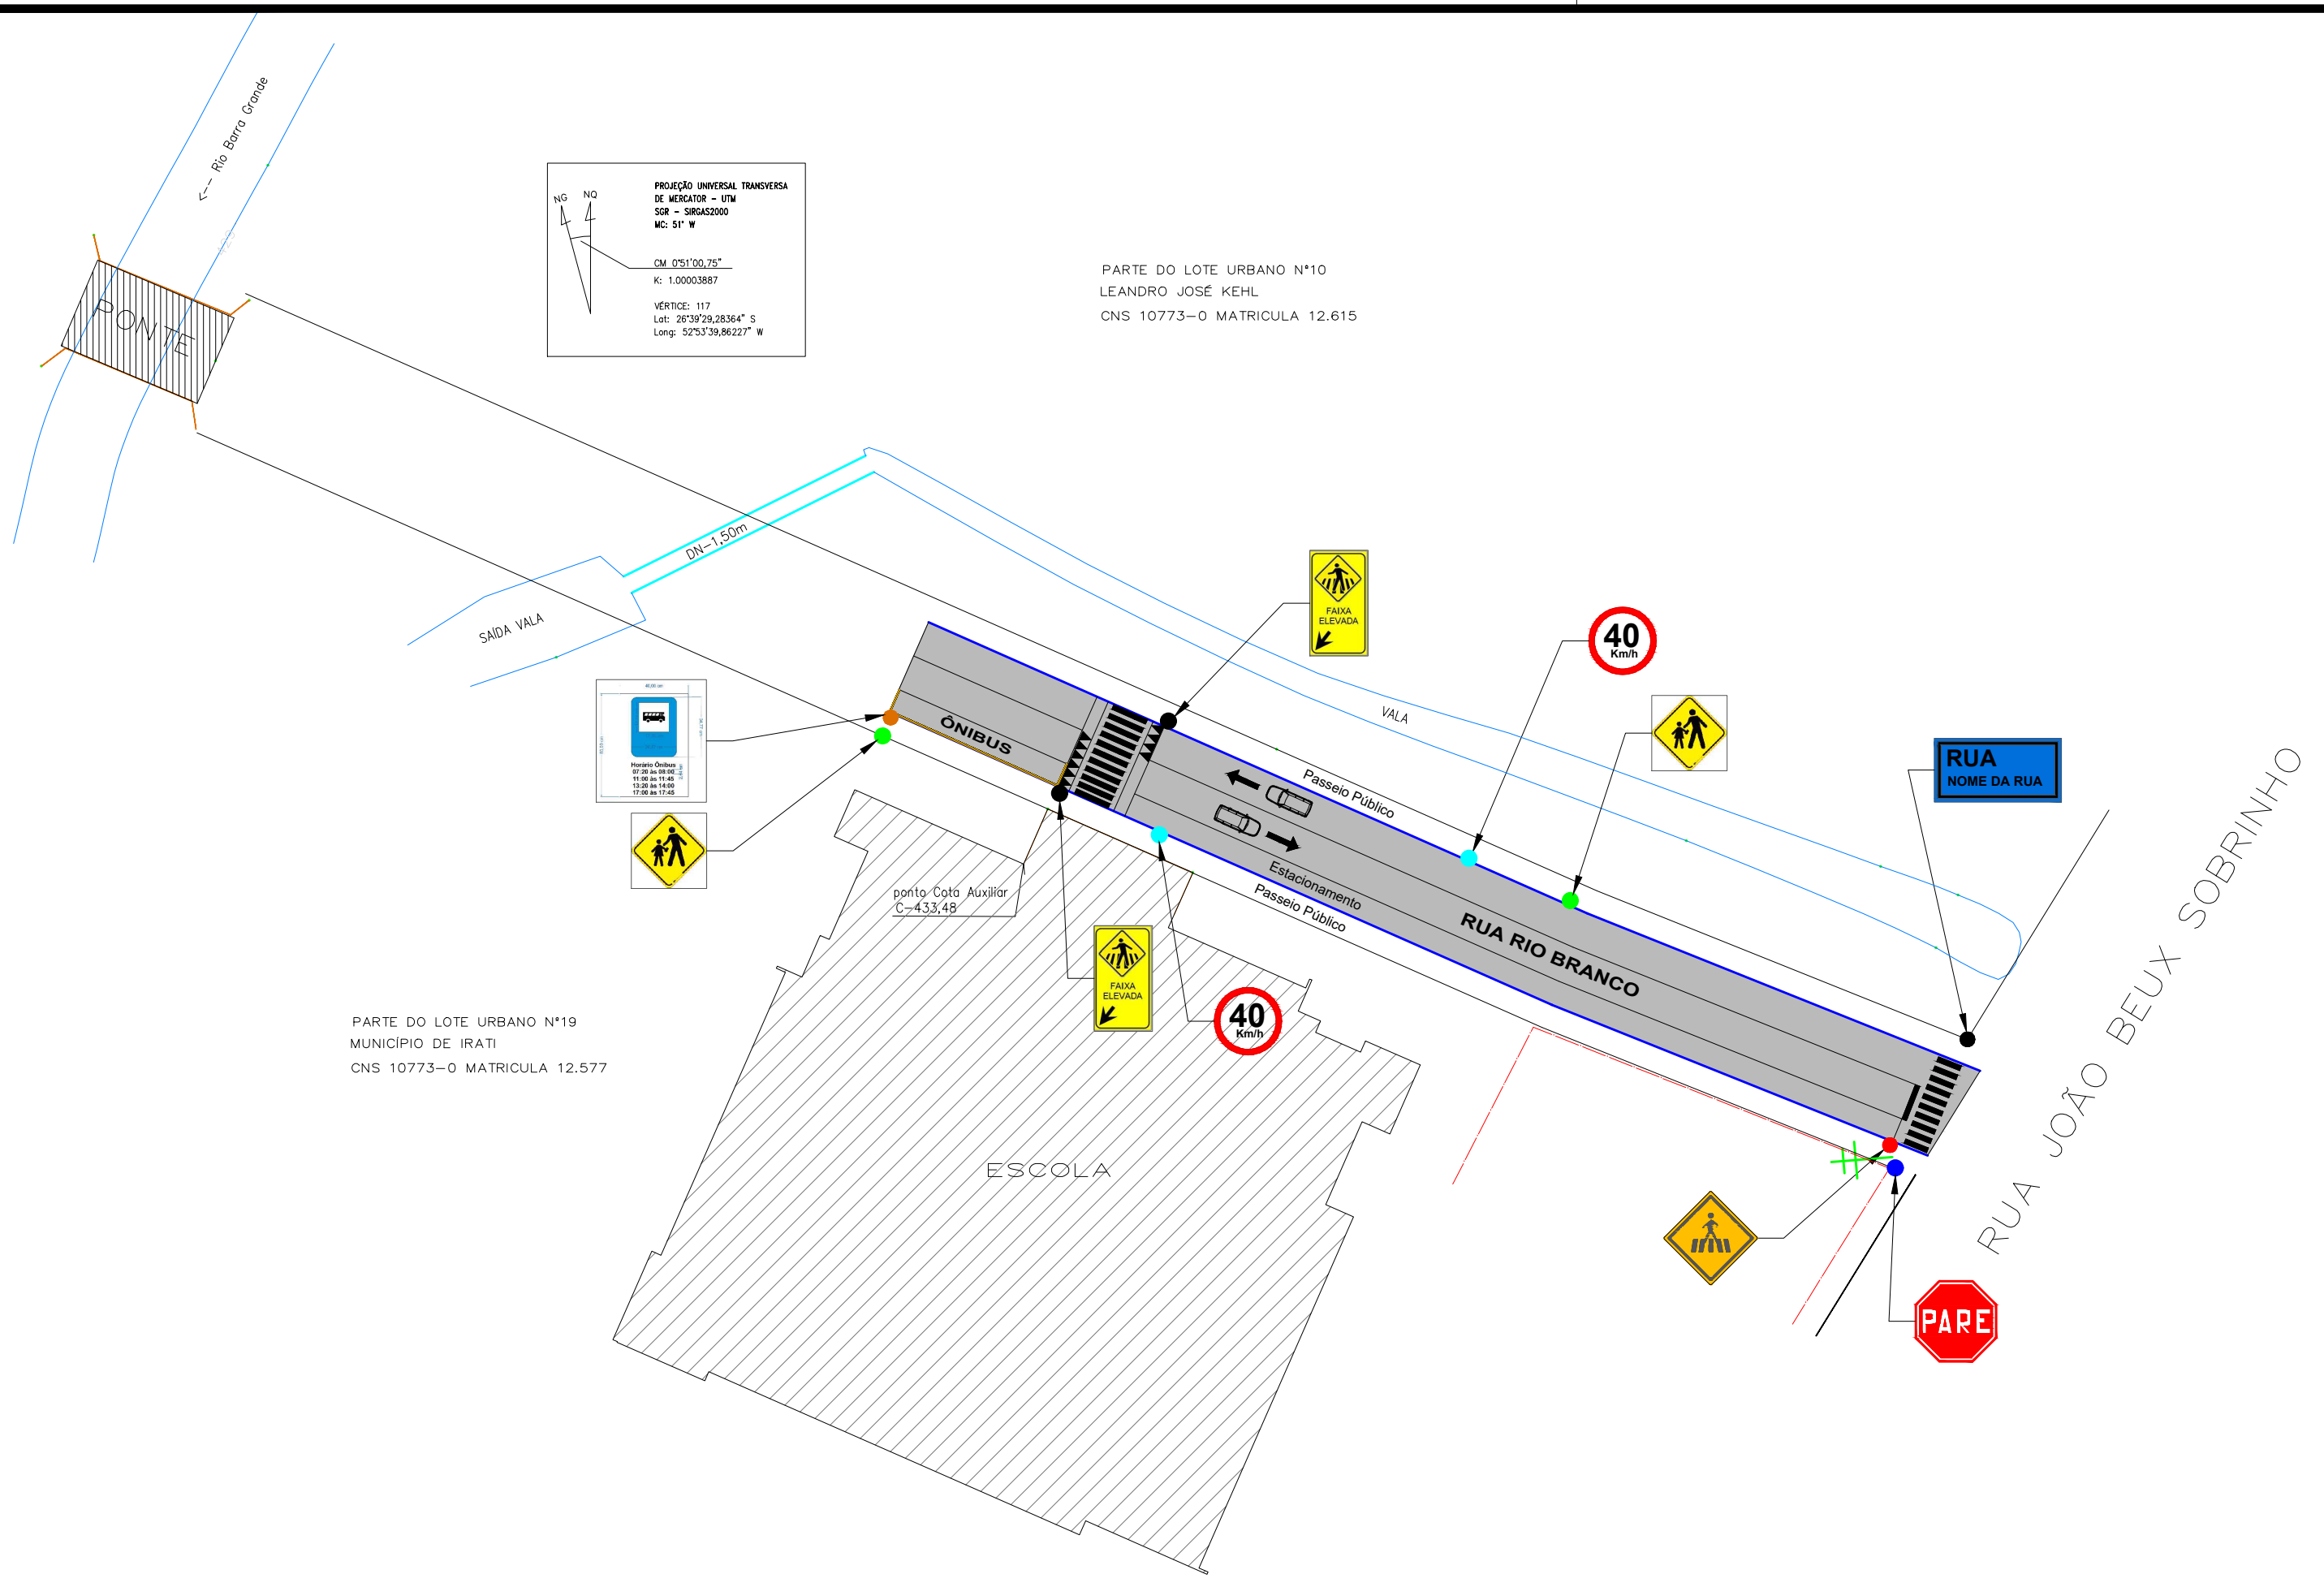 <-- Rio Barra Grande
PONTE
NG
NQ
PROJEÇÃO UNIVERSAL TRANSVERSA
DE MERCATOR - UTM
SGR - SIRGAS2000
MC: 51° W
CM 0°51'00,75"
K: 1.00003887
VÉRTICE: 117
Lat: 26°39'29,28364" S
Long: 52°53'39,86227" W
PARTE DO LOTE URBANO N°10
LEANDRO JOSÉ KEHL
CNS 10773-0 MATRICULA 12.615
DN-1,50m
SAÍDA VALA
FAIXA
ELEVADA
40
Km/h
VALA
RUA
NOME DA RUA
Horário Ônibus
07:20 às 08:00
11:00 às 11:45
13:20 às 14:00
17:00 às 17:45
ÔNIBUS
Passeio Público
Estacionamento
Passeio Público
RUA RIO BRANCO
RUA JOÃO BEUX SOBRINHO
ponto Cota Auxiliar
C-433,48
FAIXA
ELEVADA
40
Km/h
PARTE DO LOTE URBANO N°19
MUNICÍPIO DE IRATI
CNS 10773-0 MATRICULA 12.577
ESCOLA
PARE